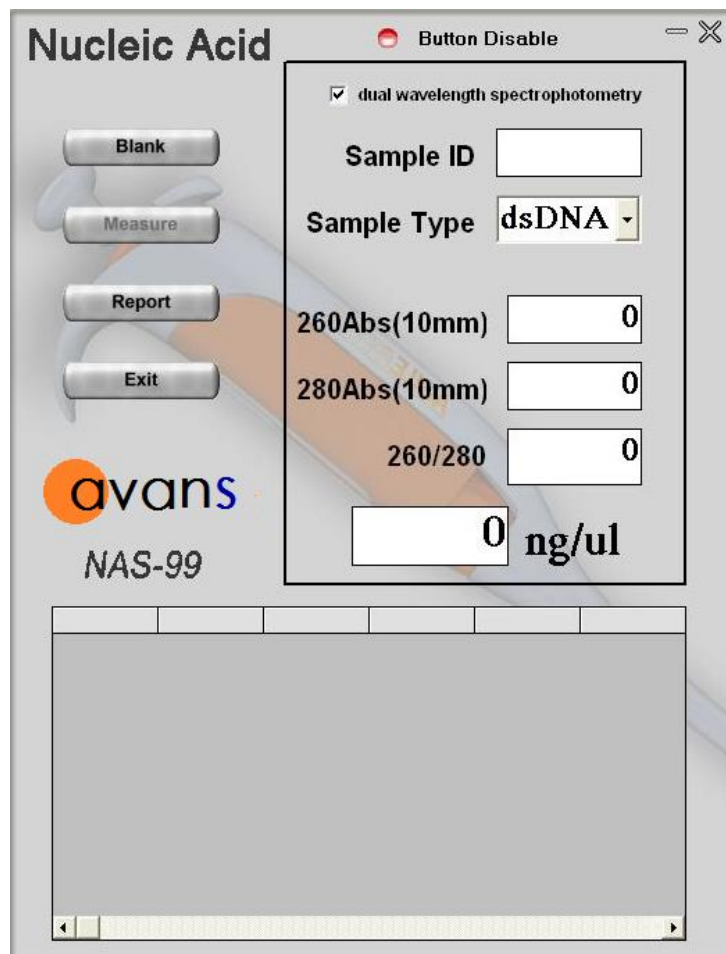 Nucleic Acid
Button Disable
dual wavelength spectrophotometry
Blank
Sample ID
Measure
Sample Type dsDNA
Report
260Abs(10mm) 0
Exit
280Abs(10mm) 0
260/280 0
avans
0 ng/ul
NAS-99